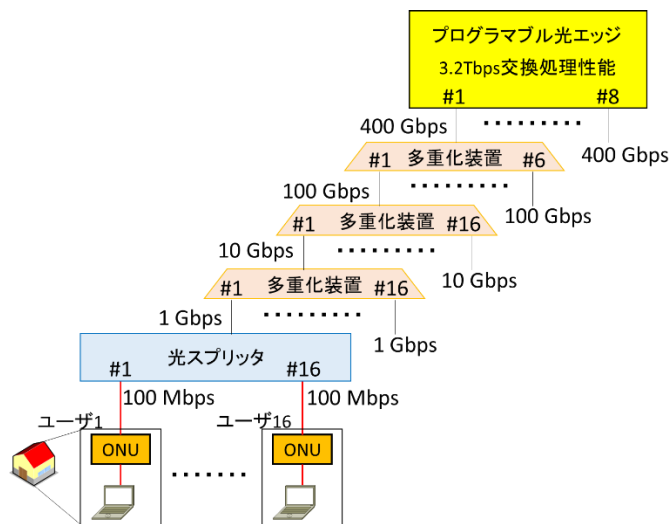 プログラマブル光エッジ
3.2Tbps交換処理性能
#1 #8
400 Gbps
400 Gbps
#1 多重化装置 #6
100 Gbps
100 Gbps
#1 多重化装置 #16
10 Gbps
10 Gbps
#1 多重化装置 #16
1 Gbps
1 Gbps
光スプリッタ
#1 #16
100 Mbps 100 Mbps
ユーザ1 ユーザ16
ONU ONU